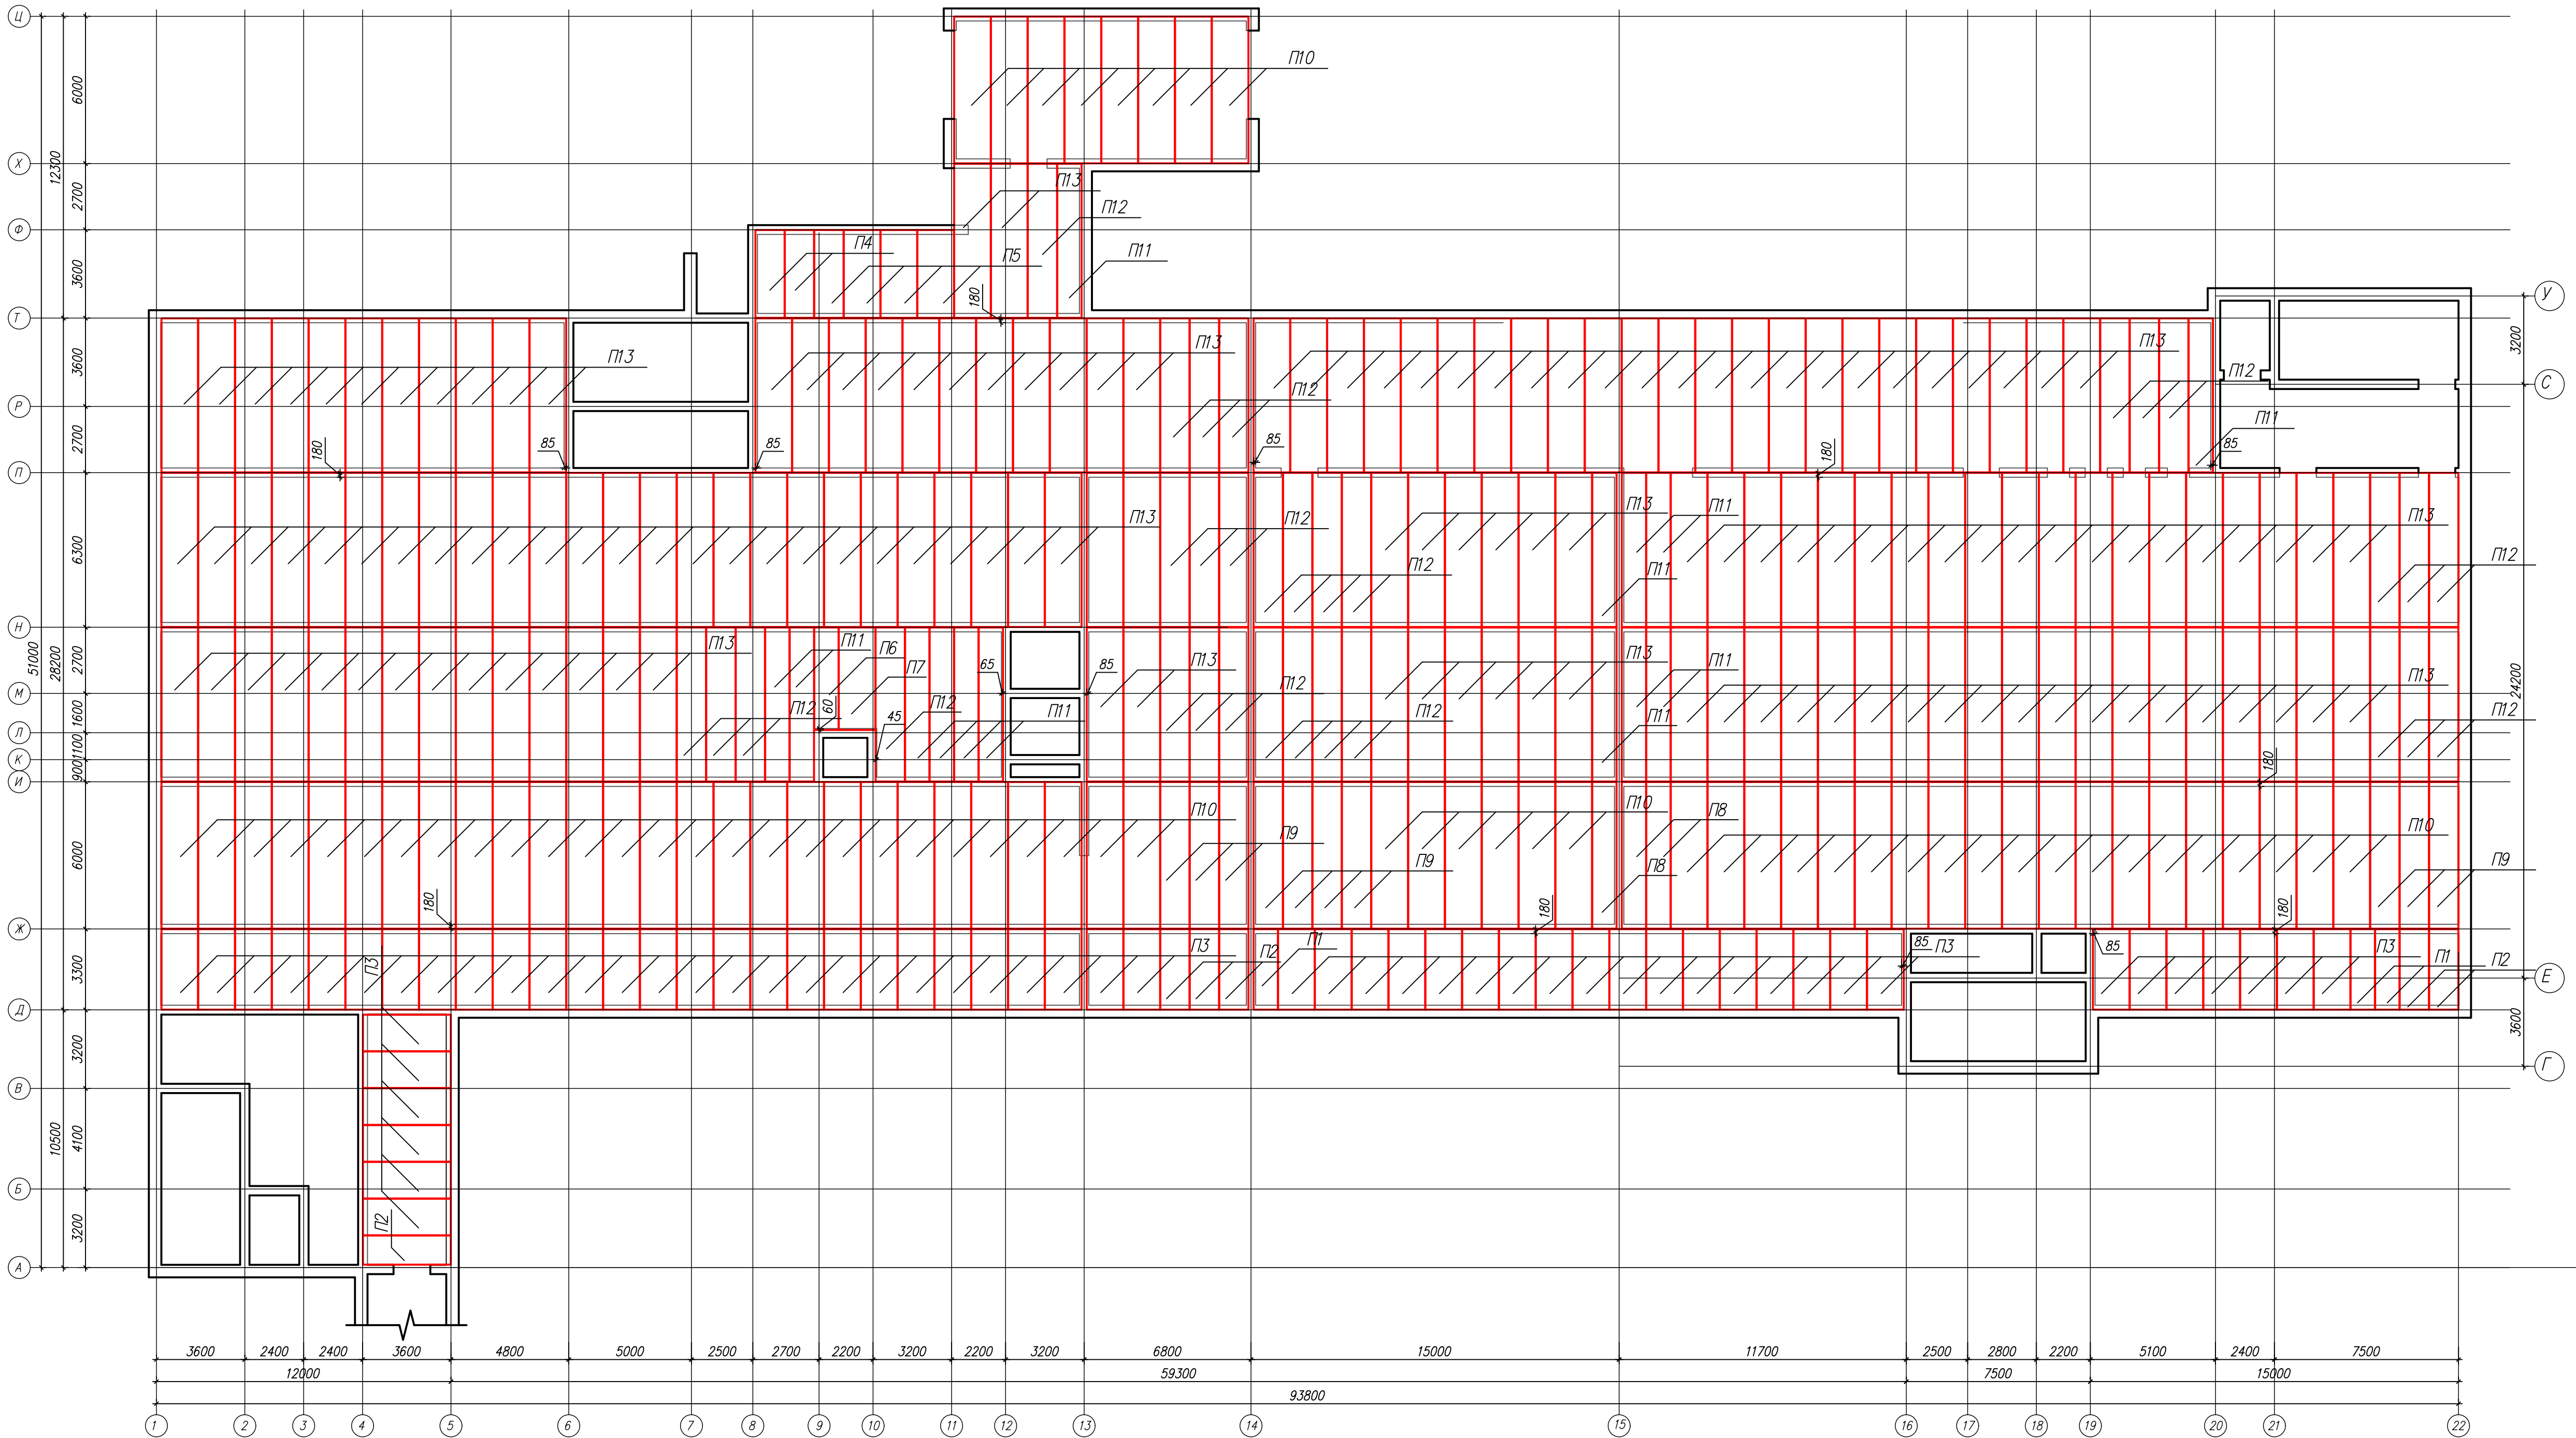 Ц
Х
Ф
Т
Р
П
Н
М
Л
К
И
Ж
Д
В
Б
А
У
С
Е
Г
6000
2700
3600
3600
2700
6300
2700
1600
1100
900
6000
3300
3200
4100
3200
12300
28200
10500
51000
3200
24200
3600
П10
П13
П12
П11
П4
П5
180
П13
П13
П12
П13
П12
П11
85
180
85
85
85
180
180
П13
П12
П13
П12
П11
П11
П13
П12
П13
П11
П6
П7
П12
60
45
П12
П11
65
85
П13
П12
П13
П12
П11
П11
П13
П12
180
П10
П9
П10
П9
П8
П8
П10
П9
180
180
180
П3
П3
П2
П1
П3
85
85
П3
П1
П2
П2
3600 2400 2400 3600 4800 5000 2500 2700 2200 3200 2200 3200 6800 15000 11700 2500 2800 2200 5100 2400 7500
12000 59300 7500 15000
93800
1 2 3 4 5 6 7 8 9 10 11 12 13 14 15 16 17 18 19 20 21 22